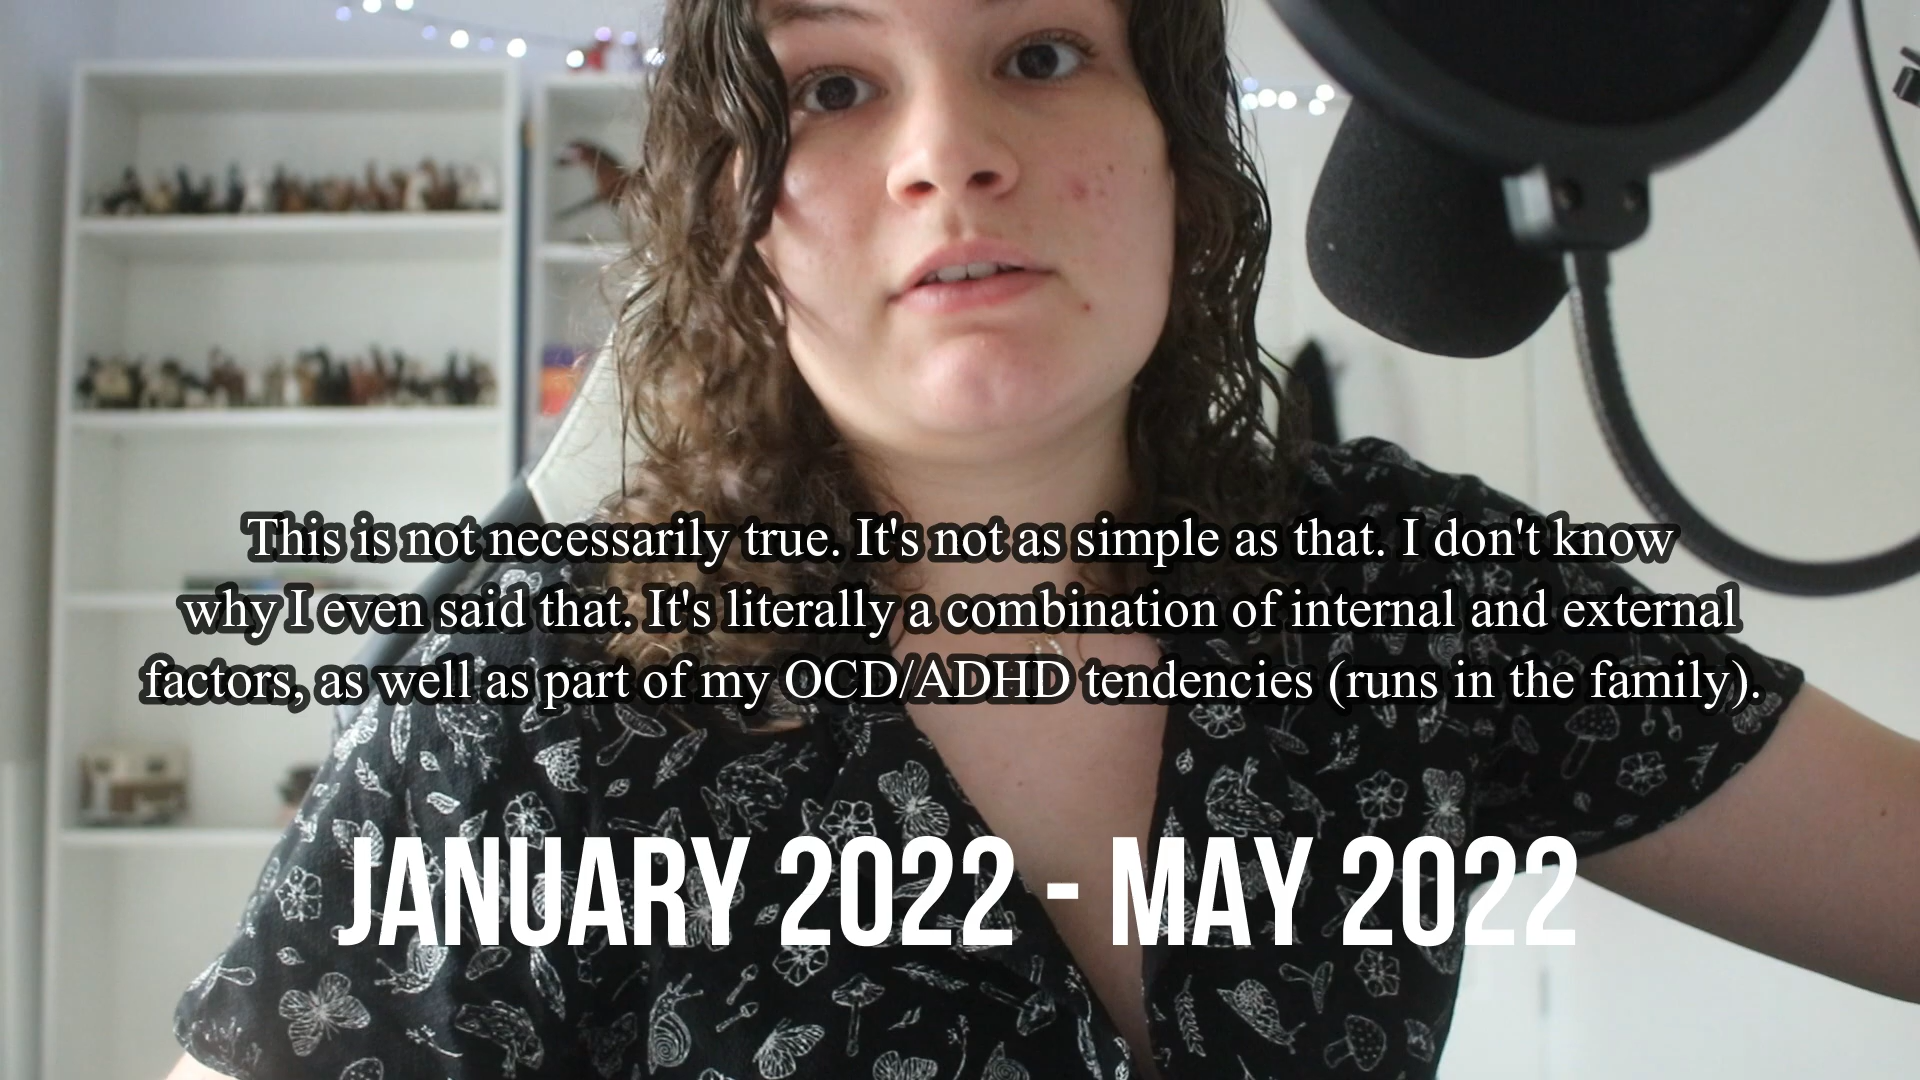 This is not necessarily true. It's not as simple as that. I don't know
why I even said that. It's literally a combination of internal and external
factors, as well as part of my OCD/ADHD tendencies (runs in the family).
JANUARY 2022 - MAY 2022